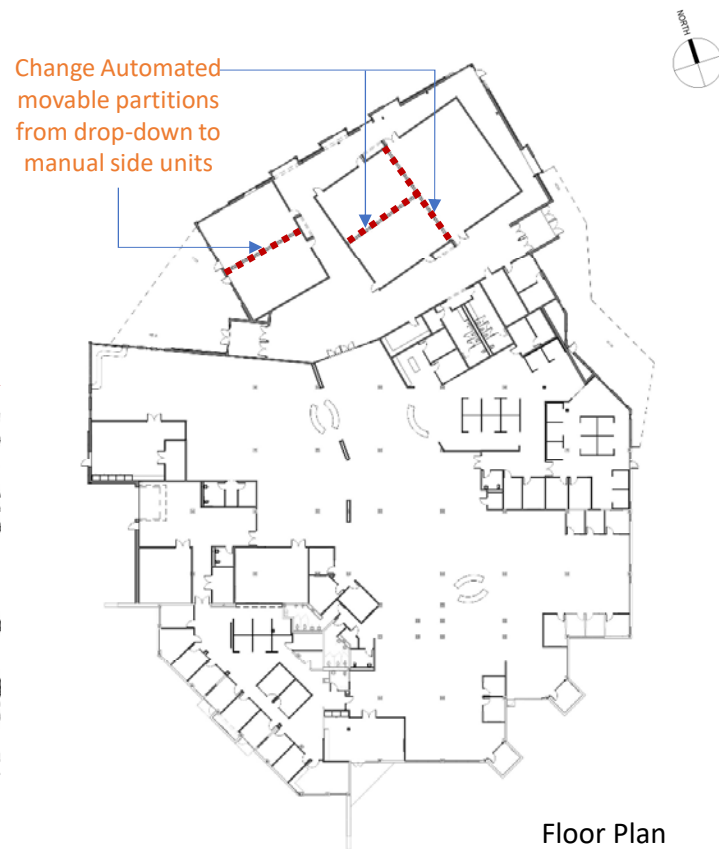 NORTH
Change Automated
movable partitions
from drop-down to
manual side units
Floor Plan